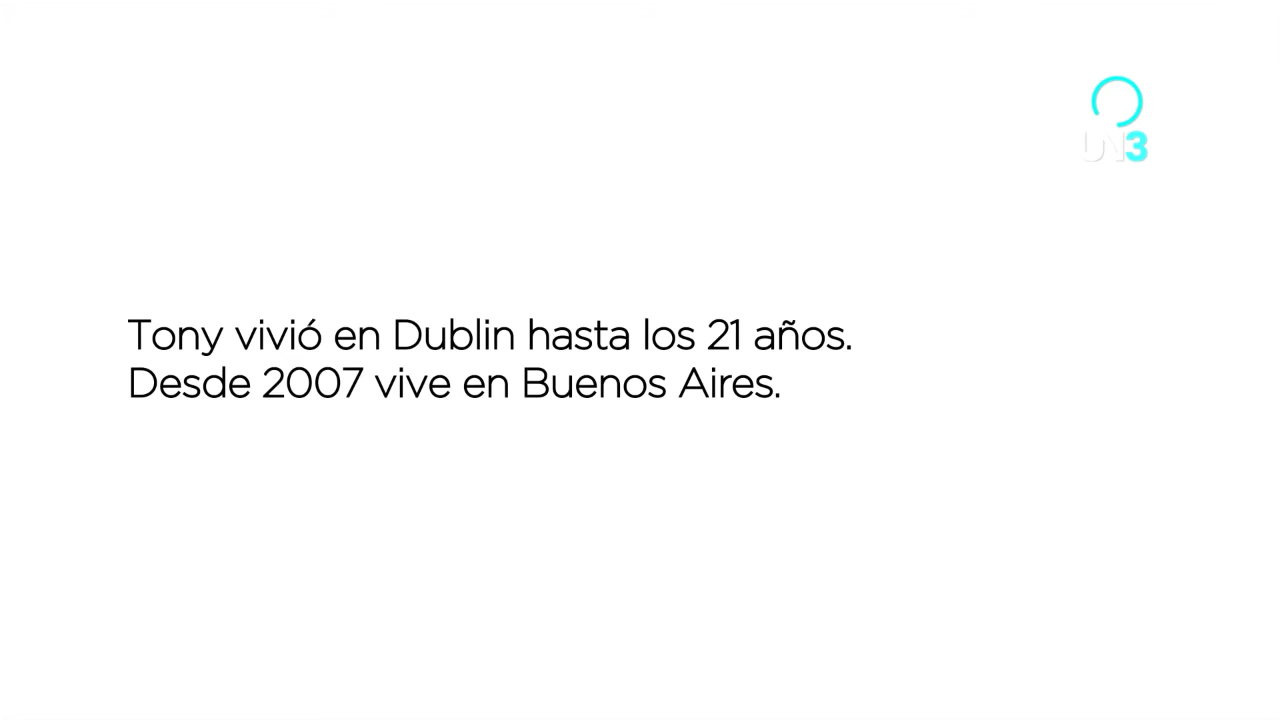 UN3
Tony vivió en Dublin hasta los 21 años.
Desde 2007 vive en Buenos Aires.